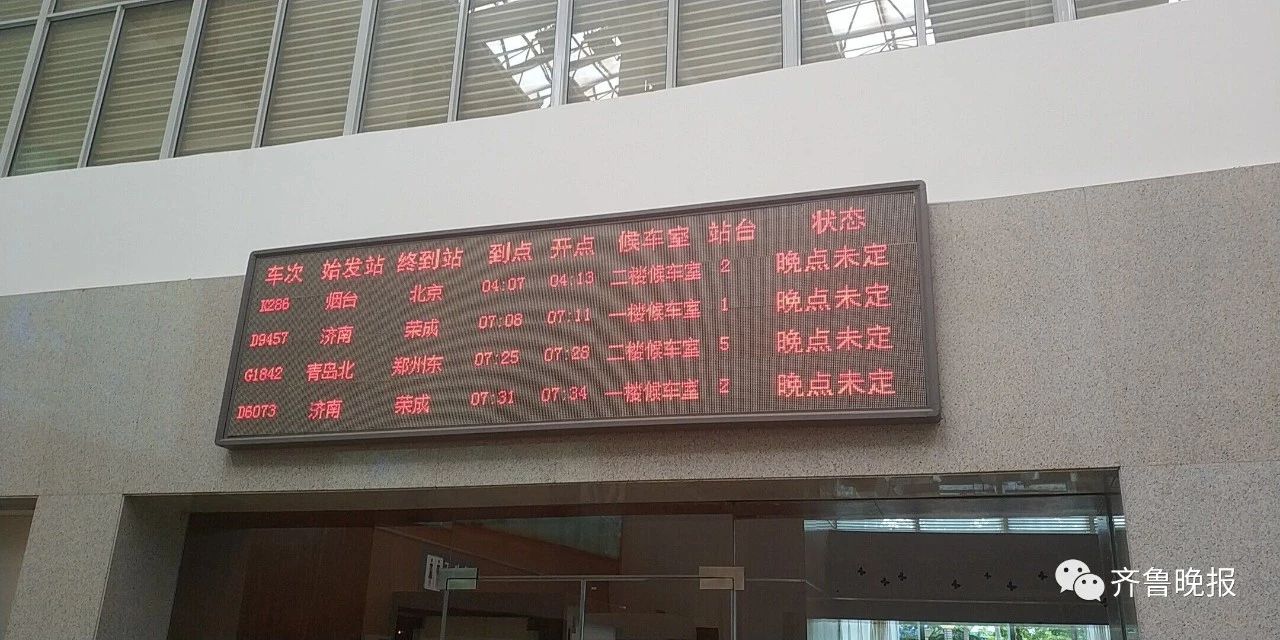 车次 始发站 终到站 到点 开点 候车室 站台 状态
K286 烟台 北京 04:07 04:13 二楼候车室 2 晚点未定
D9457 济南 荣成 07:08 07:11 一楼候车室 1 晚点未定
G1842 青岛北 郑州东 07:25 07:28 二楼候车室 5 晚点未定
D6073 济南 荣成 07:31 07:34 一楼候车室 2 晚点未定
齐鲁晚报